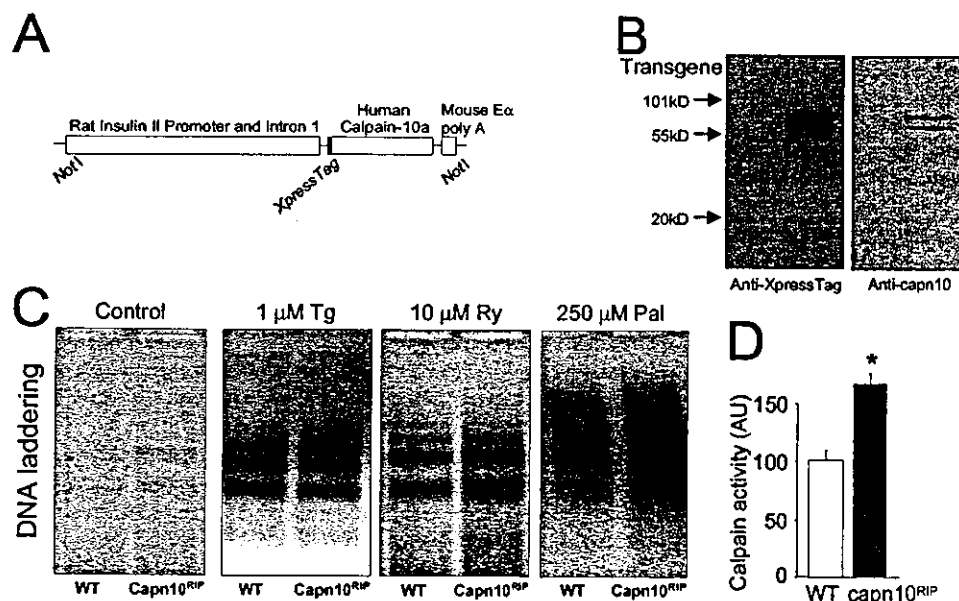 A
Rat Insulin II Promoter and Intron 1
Human
Calpain-10a
Mouse Eα
poly A
NotI
XpressTag
NotI
B
Transgene
101kD
55kD
20kD
Anti-XpressTag
Anti-capn10
C
Control
1 μM Tg
10 μM Ry
250 μM Pal
DNA laddering
WT Capn10RIP
WT Capn10RIP
WT Capn10RIP
WT Capn10RIP
D
*
Calpain activity (AU)
150
100
50
0
WT capn10RIP